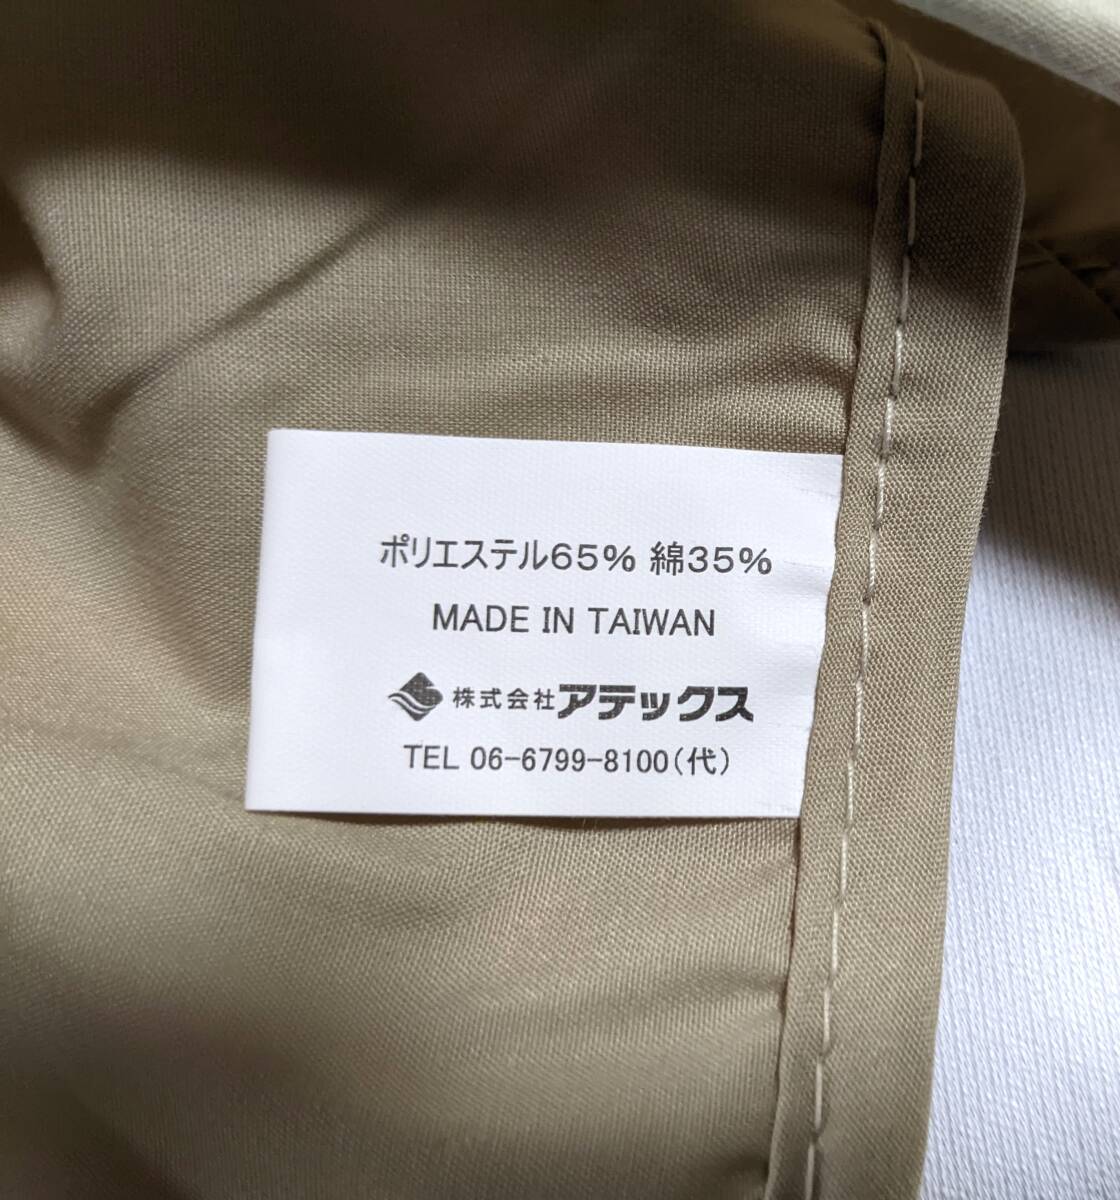 ポリエステル65% 綿35%
MADE IN TAIWAN
株式会社アテックス
TEL 06-6799-8100(代)